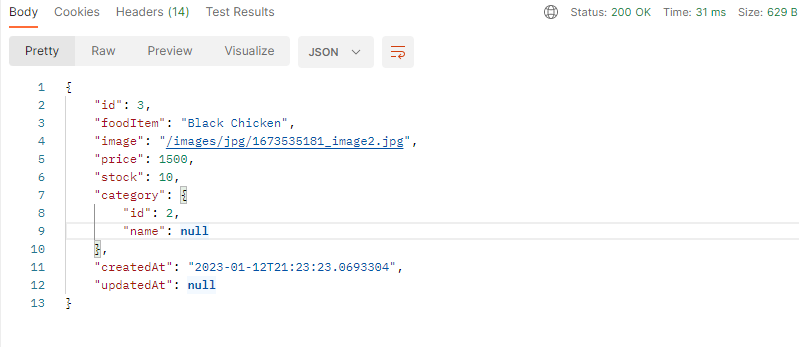 Body Cookies Headers (14) Test Results Status: 200 OK Time: 31 ms Size: 629 B
Pretty Raw Preview Visualize JSON
1 {
2 "id": 3,
3 "foodItem": "Black Chicken",
4 "image": "/images/jpg/1673535181_image2.jpg",
5 "price": 1500,
6 "stock": 10,
7 "category": {
8 "id": 2,
9 "name": null
10 },
11 "createdAt": "2023-01-12T21:23:23.0693304",
12 "updatedAt": null
13 }